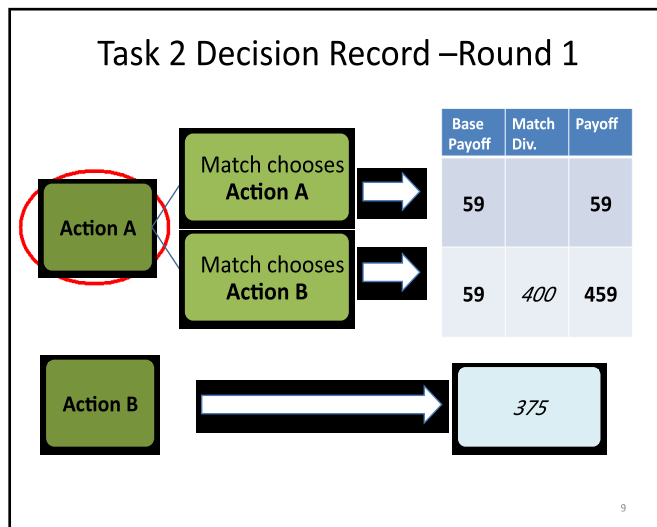 Task 2 Decision Record –Round 1
Base Payoff Match Div. Payoff
Match chooses
Action A
59 59
Action A
Match chooses
Action B
59 400 459
Action B
375
9